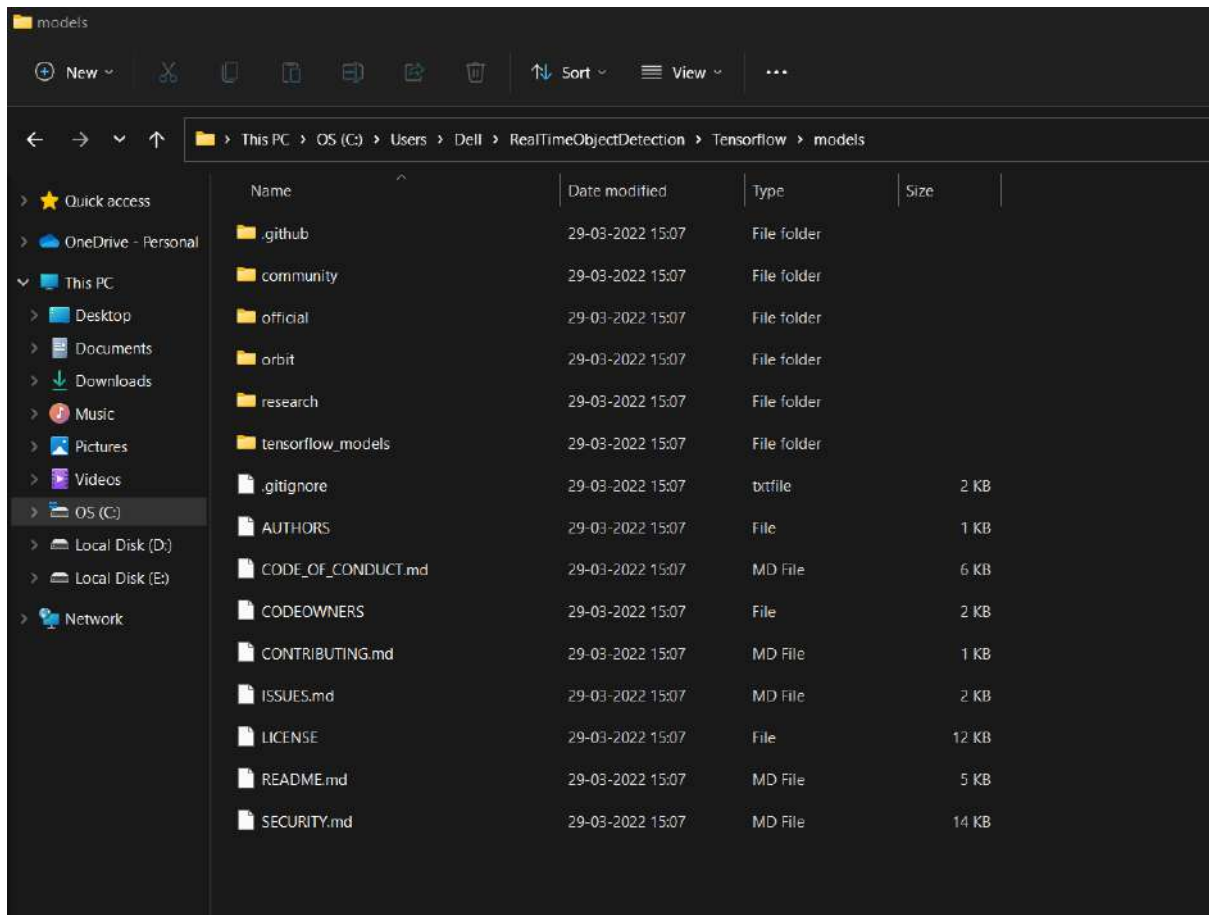 models
New Sort View ...
This PC > OS (C:) > Users > Dell > RealTimeObjectDetection > Tensorflow > models
Quick access
OneDrive - Personal
This PC
Desktop
Documents
Downloads
Music
Pictures
Videos
OS (C:)
Local Disk (D:)
Local Disk (E:)
Network
Name Date modified Type Size
.github 29-03-2022 15:07 File folder
community 29-03-2022 15:07 File folder
official 29-03-2022 15:07 File folder
orbit 29-03-2022 15:07 File folder
research 29-03-2022 15:07 File folder
tensorflow_models 29-03-2022 15:07 File folder
.gitignore 29-03-2022 15:07 txtfile 2 KB
AUTHORS 29-03-2022 15:07 File 1 KB
CODE_OF_CONDUCT.md 29-03-2022 15:07 MD File 6 KB
CODEOWNERS 29-03-2022 15:07 File 2 KB
CONTRIBUTING.md 29-03-2022 15:07 MD File 1 KB
ISSUES.md 29-03-2022 15:07 MD File 2 KB
LICENSE 29-03-2022 15:07 File 12 KB
README.md 29-03-2022 15:07 MD File 5 KB
SECURITY.md 29-03-2022 15:07 MD File 14 KB